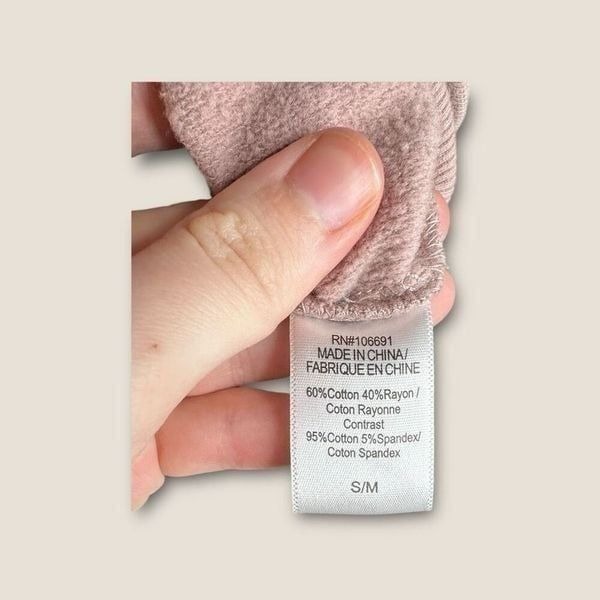 RN#106691
MADE IN CHINA/
FABRIQUE EN CHINE
60%Cotton 40%Rayon /
Coton Rayonne
Contrast
95%Cotton 5%Spandex/
Coton Spandex
S/M